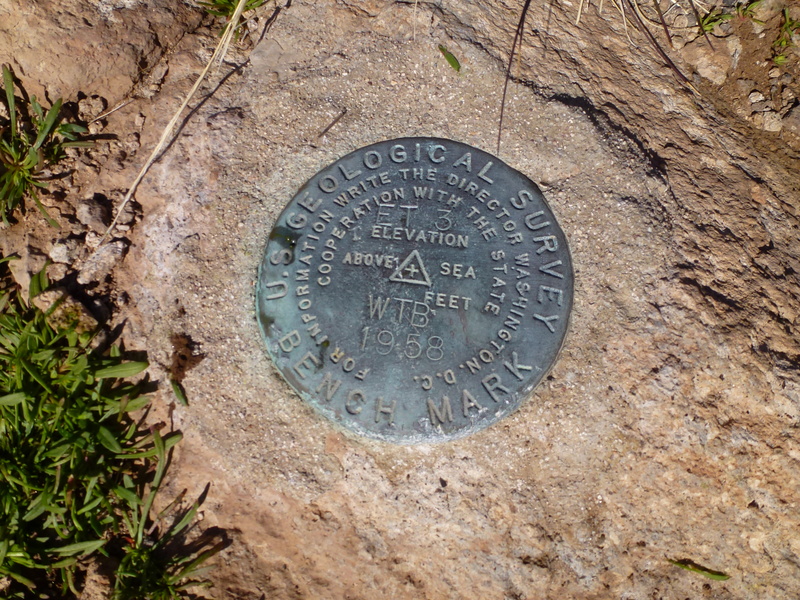 U.S. GEOLOGICAL SURVEY
FOR INFORMATION WRITE THE DIRECTOR WASHINGTON. D.C.
COOPERATION WITH THE STATE
ET 3
ELEVATION
ABOVE SEA
FEET
WTB
1958
BENCH MARK